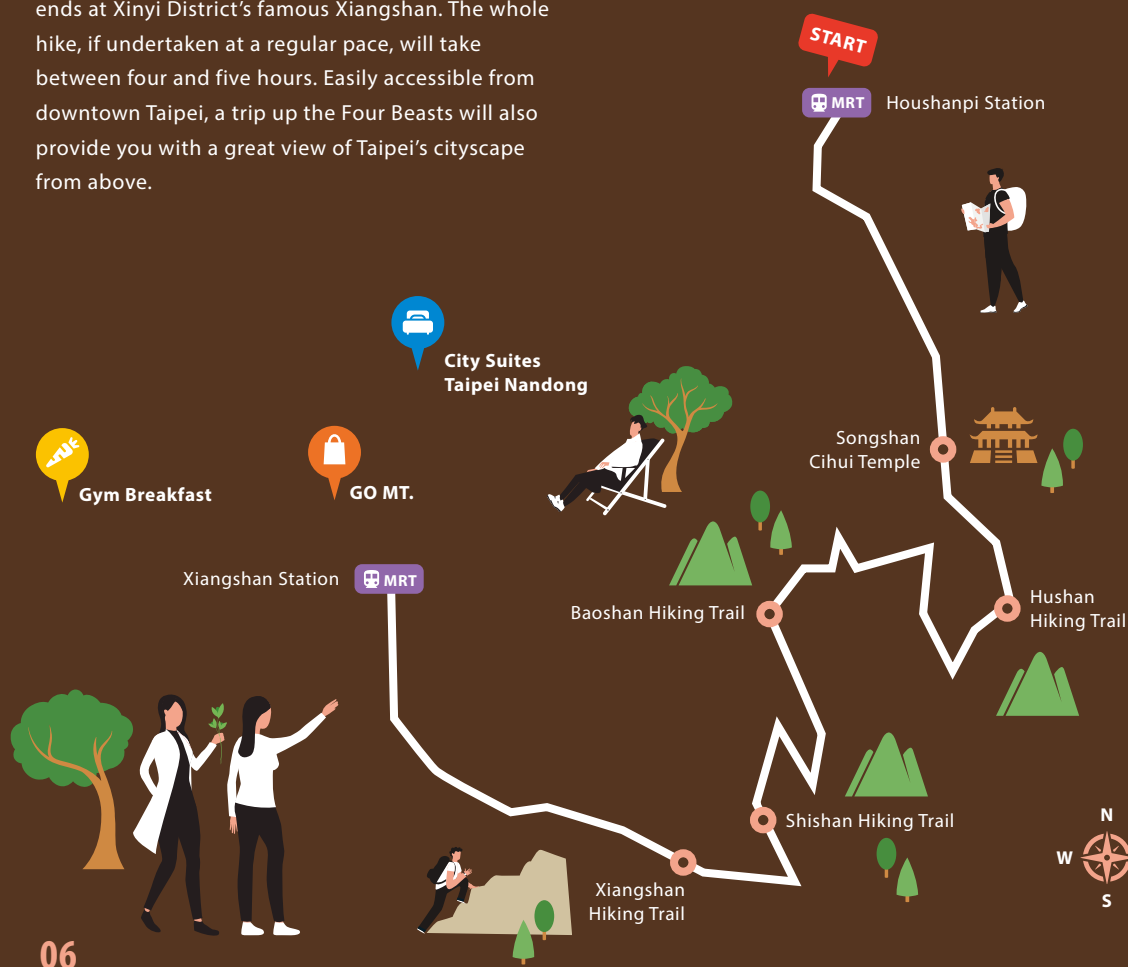 ends at Xinyi District’s famous Xiangshan. The whole
hike, if undertaken at a regular pace, will take
between four and five hours. Easily accessible from
downtown Taipei, a trip up the Four Beasts will also
provide you with a great view of Taipei’s cityscape
from above.
START
MRT
Houshanpi Station
City Suites
Taipei Nandong
Songshan
Cihui Temple
Gym Breakfast
GO MT.
Xiangshan Station
MRT
Baoshan Hiking Trail
Hushan
Hiking Trail
Shishan Hiking Trail
Xiangshan
Hiking Trail
N
W
S
06